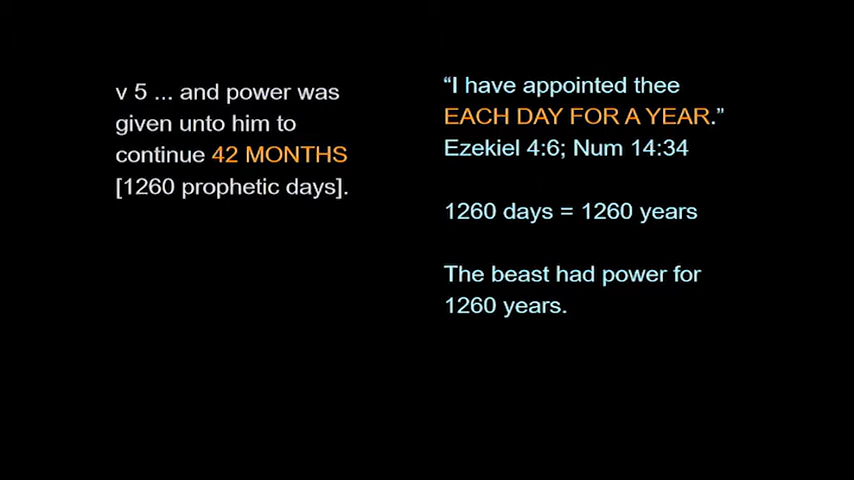 v 5 ... and power was
given unto him to
continue 42 MONTHS
[1260 prophetic days].
“I have appointed thee
EACH DAY FOR A YEAR.”
Ezekiel 4:6; Num 14:34
1260 days = 1260 years
The beast had power for
1260 years.